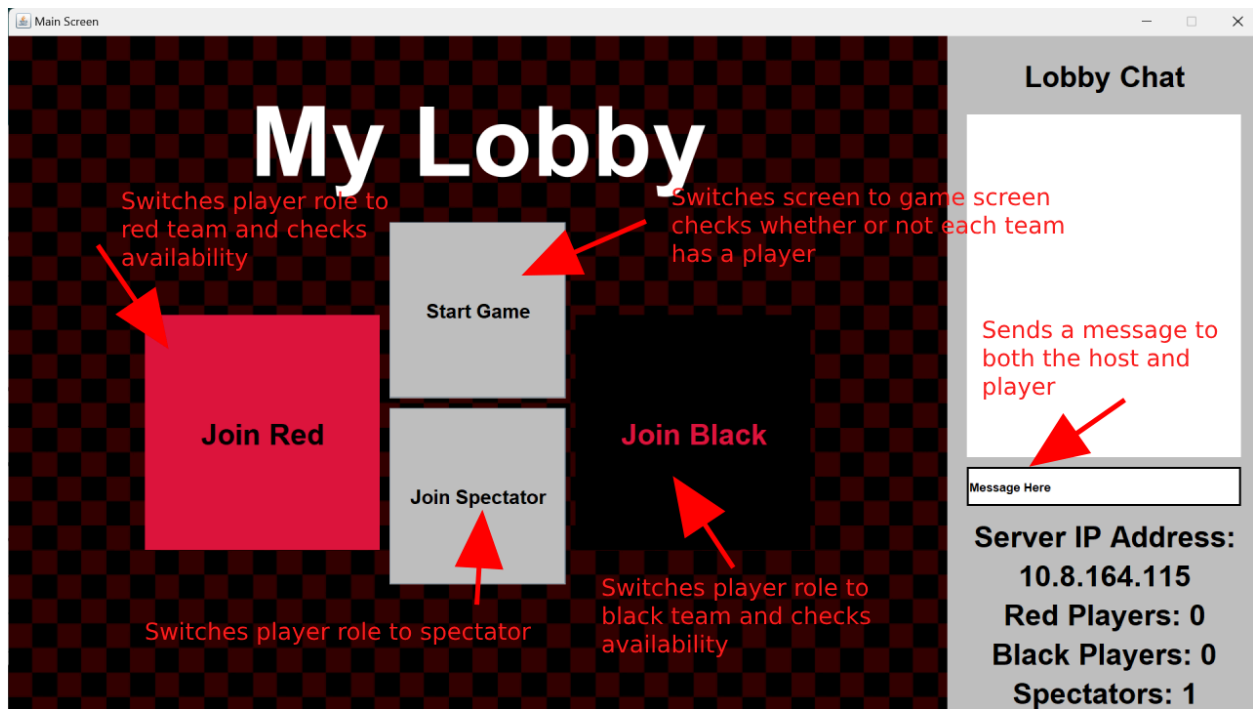 Main Screen
My Lobby
Switches player role to
red team and checks
availability
Switches screen to game screen
checks whether or not each team
has a player
Start Game
Join Red
Join Spectator
Join Black
Switches player role to spectator
Switches player role to
black team and checks
availability
Lobby Chat
Sends a message to
both the host and
player
Message Here
Server IP Address:
10.8.164.115
Red Players: 0
Black Players: 0
Spectators: 1